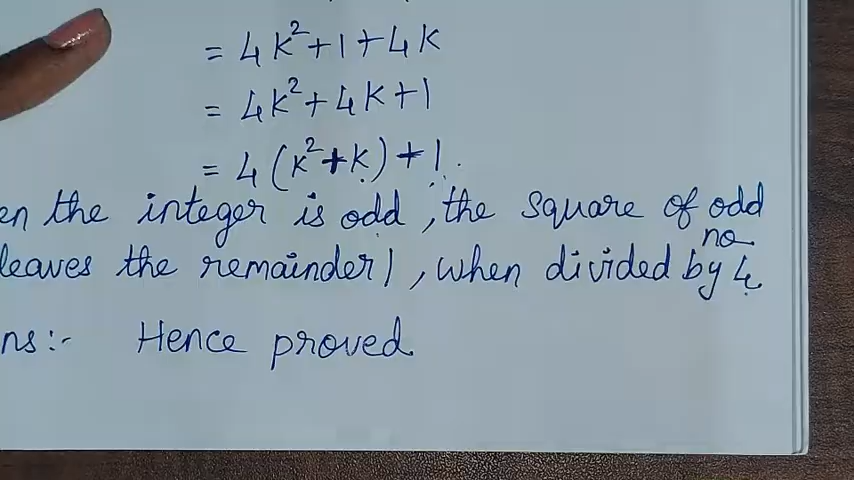 = 4k²+1+4k
= 4k²+4k+1
= 4(k²+k)+1.
en the integer is odd, the square of odd
no
leaves the remainder 1, when divided by 4.
ns:- Hence proved.